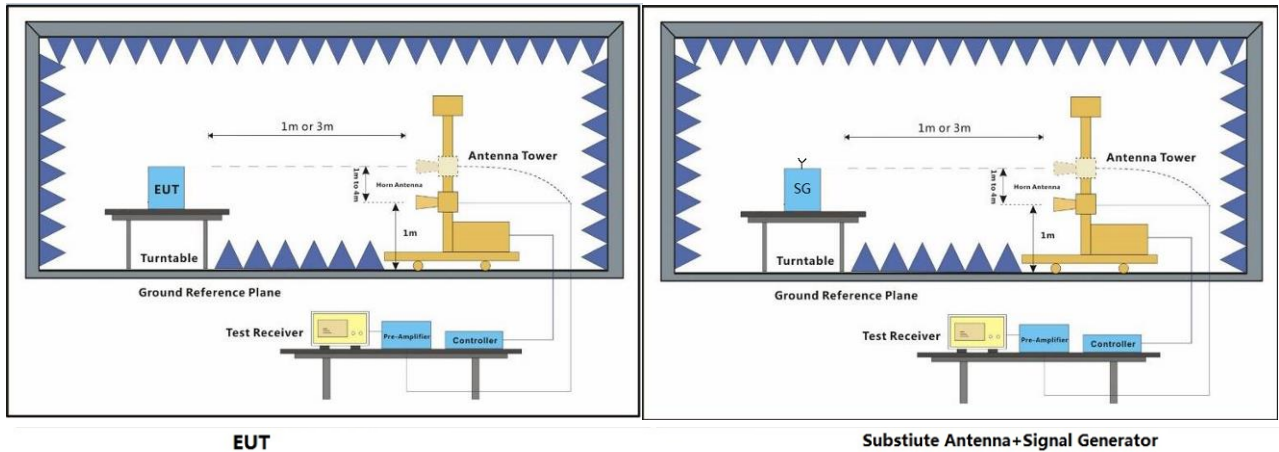 1m or 3m
Antenna Tower
1m to 4m
Horn Antenna
EUT
1m
Turntable
Ground Reference Plane
Test Receiver
Pre-Amplifier
Controller
EUT
1m or 3m
Antenna Tower
1m to 4m
Horn Antenna
SG
1m
Turntable
Ground Reference Plane
Test Receiver
Pre-Amplifier
Controller
Substiute Antenna+Signal Generator